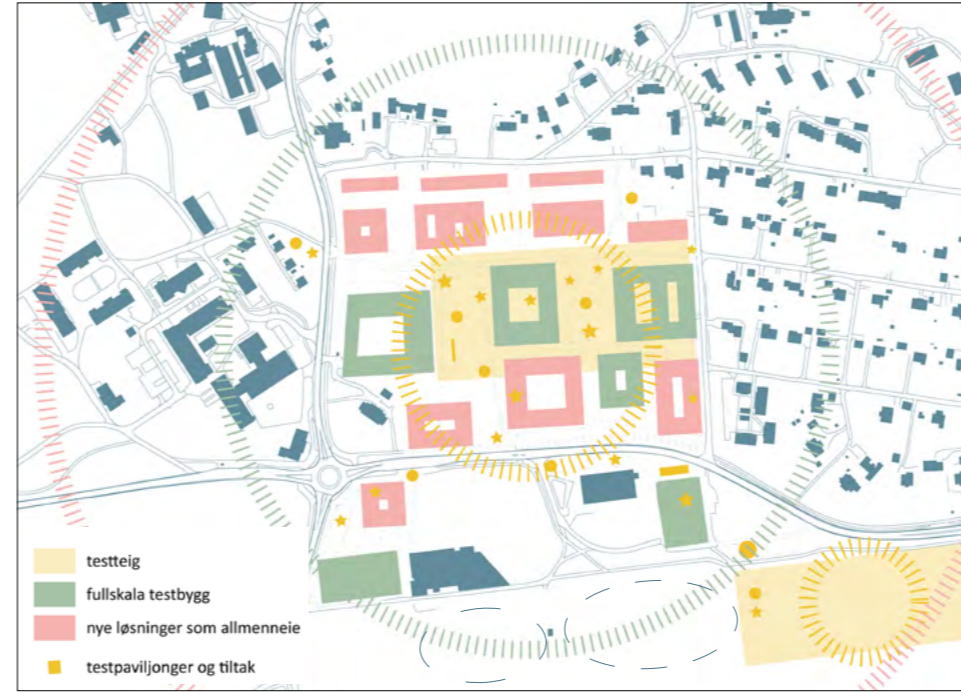 testteig
fullskala testbygg
nye løsninger som allmenneie
testpaviljonger og tiltak